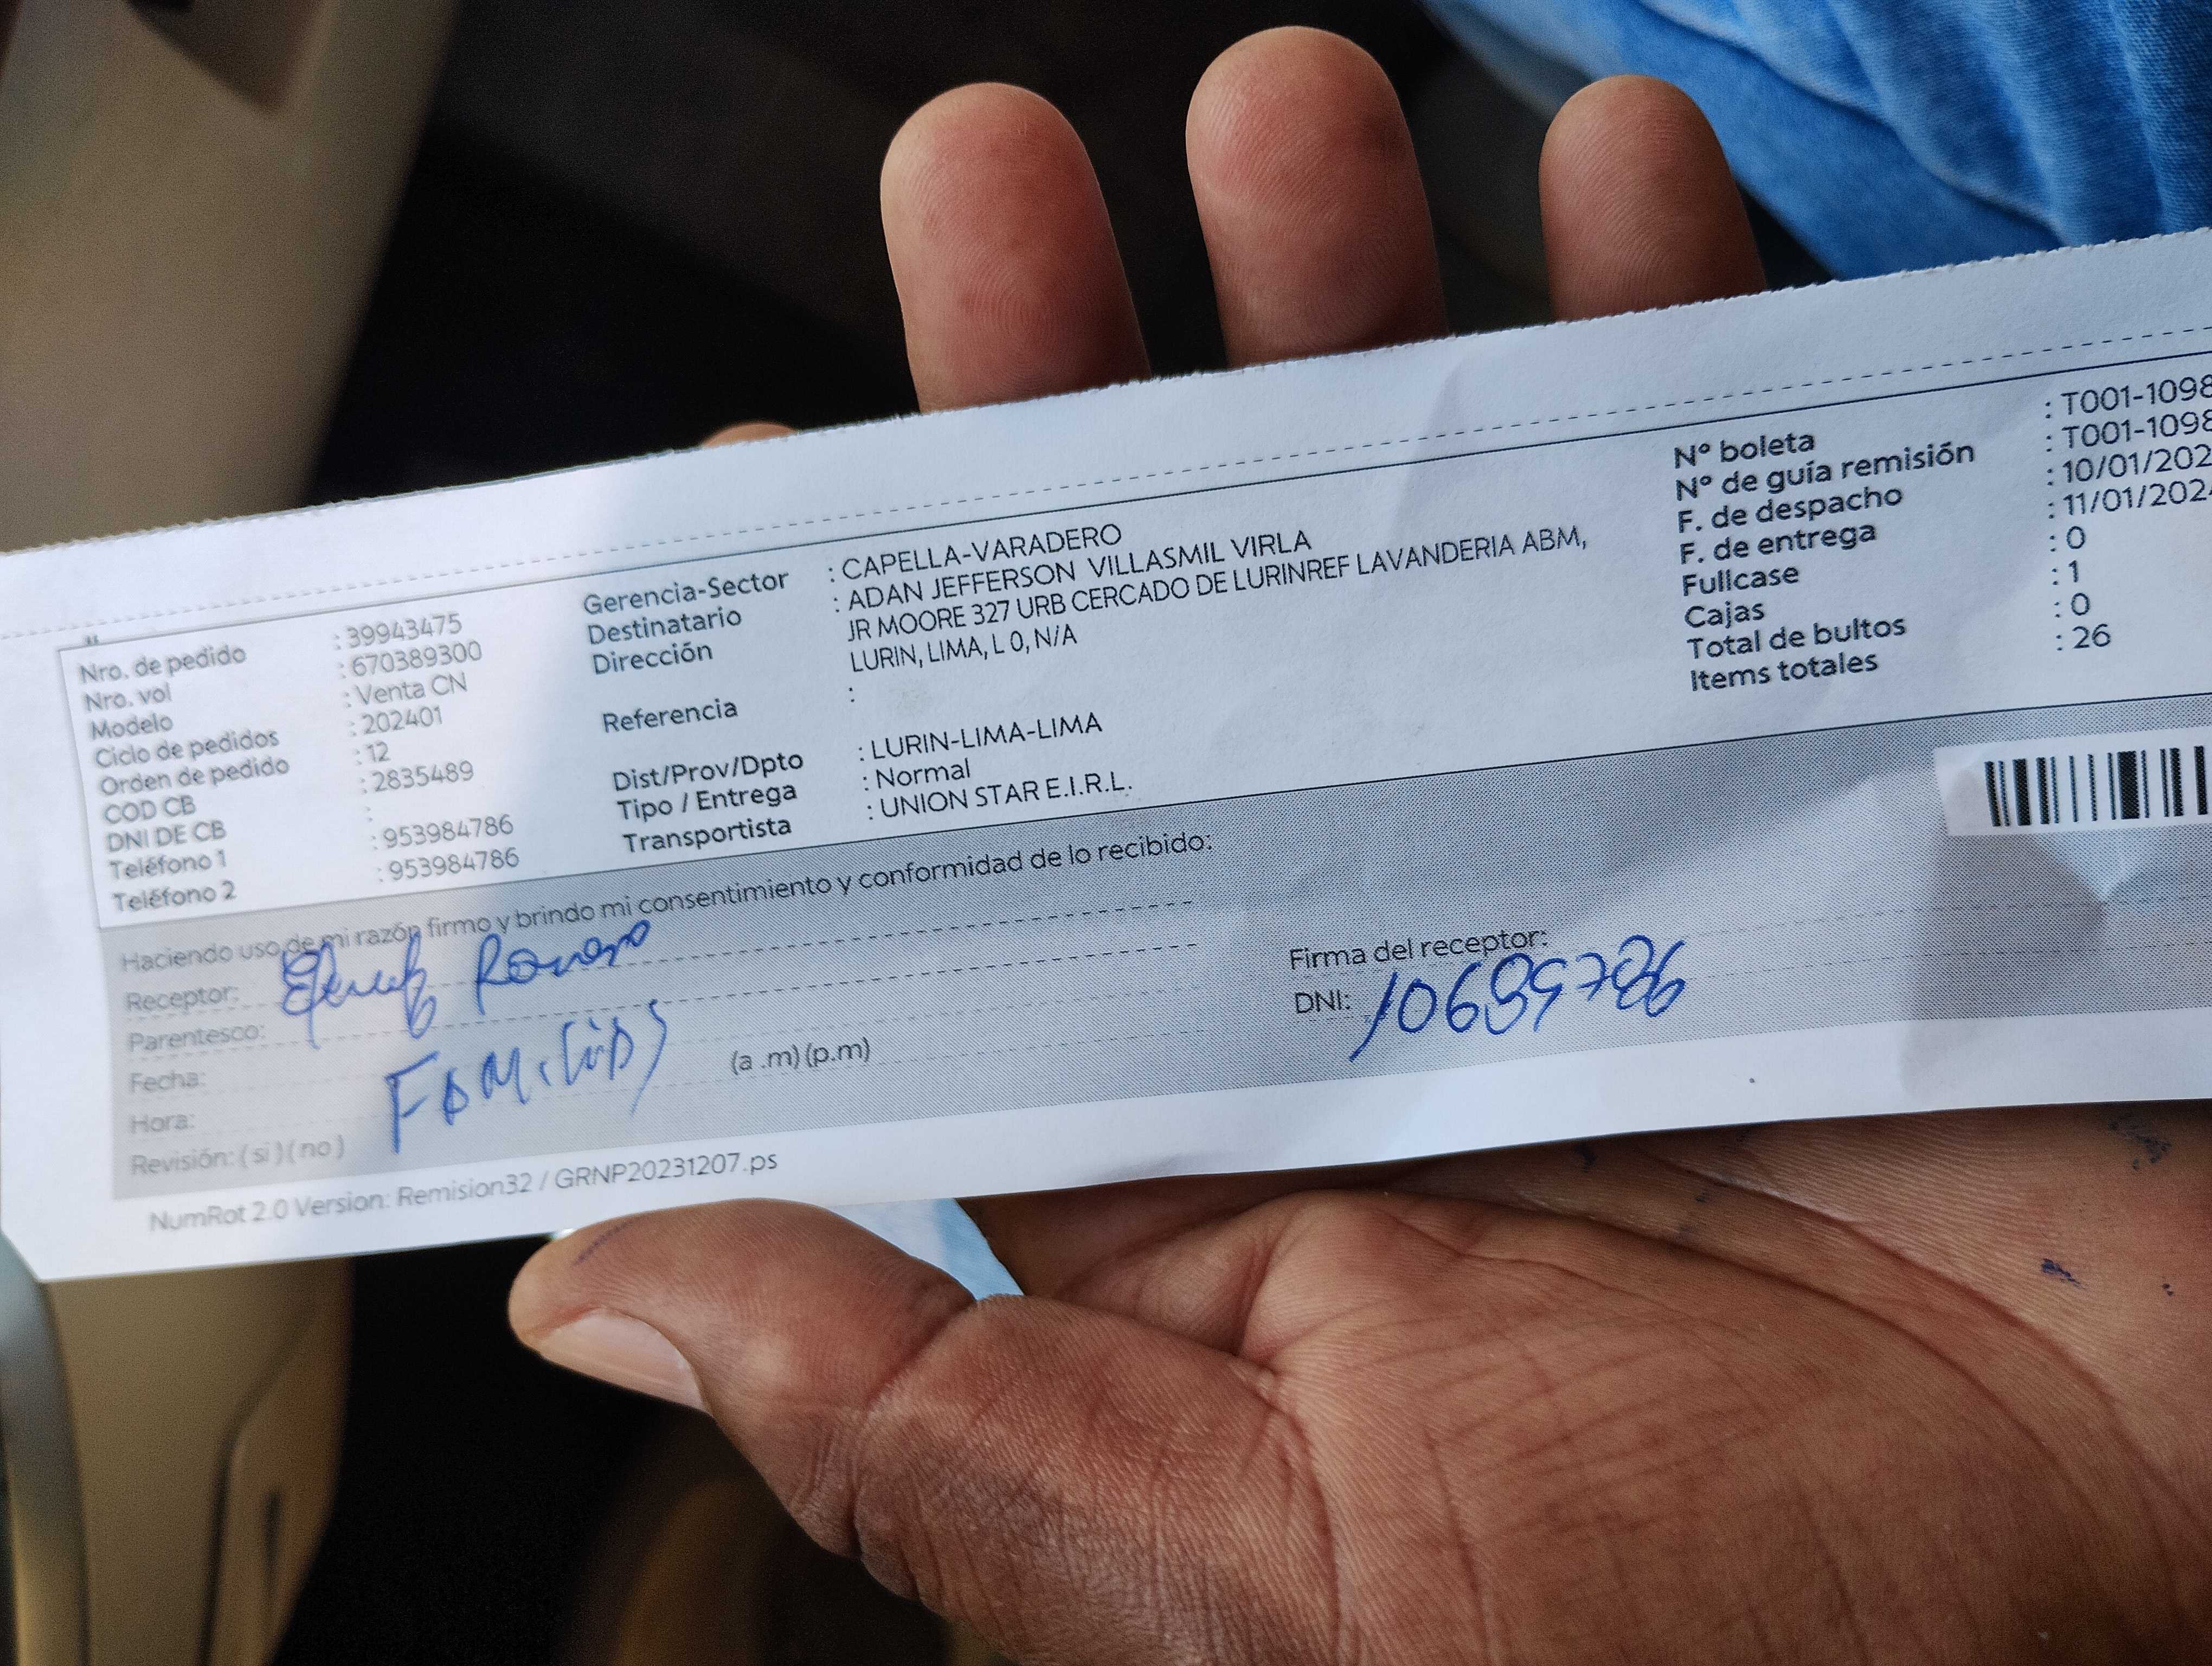 Nro. de pedido : 39943475
Nro. vol : 670389300
Modelo : Venta CN
Ciclo de pedidos : 202401
Orden de pedido : 12
COD CB : 2835489
DNI DE CB :
Teléfono 1 : 953984786
Teléfono 2 : 953984786
Gerencia-Sector : CAPELLA-VARADERO
Destinatario : ADAN JEFFERSON VILLASMIL VIRLA
Dirección JR MOORE 327 URB CERCADO DE LURINREF LAVANDERIA ABM,
LURIN, LIMA, L 0, N/A
Referencia :
Dist/Prov/Dpto : LURIN-LIMA-LIMA
Tipo / Entrega : Normal
Transportista : UNION STAR E.I.R.L.
Nº boleta : T001-1098
Nº de guía remisión : T001-1098
F. de despacho : 10/01/202
F. de entrega : 11/01/202
Fullcase : 0
Cajas : 1
Total de bultos : 0
Items totales : 26
Haciendo uso de mi razón firmo y brindo mi consentimiento y conformidad de lo recibido:
Receptor:
Parentesco:
Fecha:
Hora: (a .m) (p.m)
Revisión: ( si ) ( no )
Firma del receptor:
DNI:
NumRot 2.0 Version: Remision32 / GRNP20231207.ps